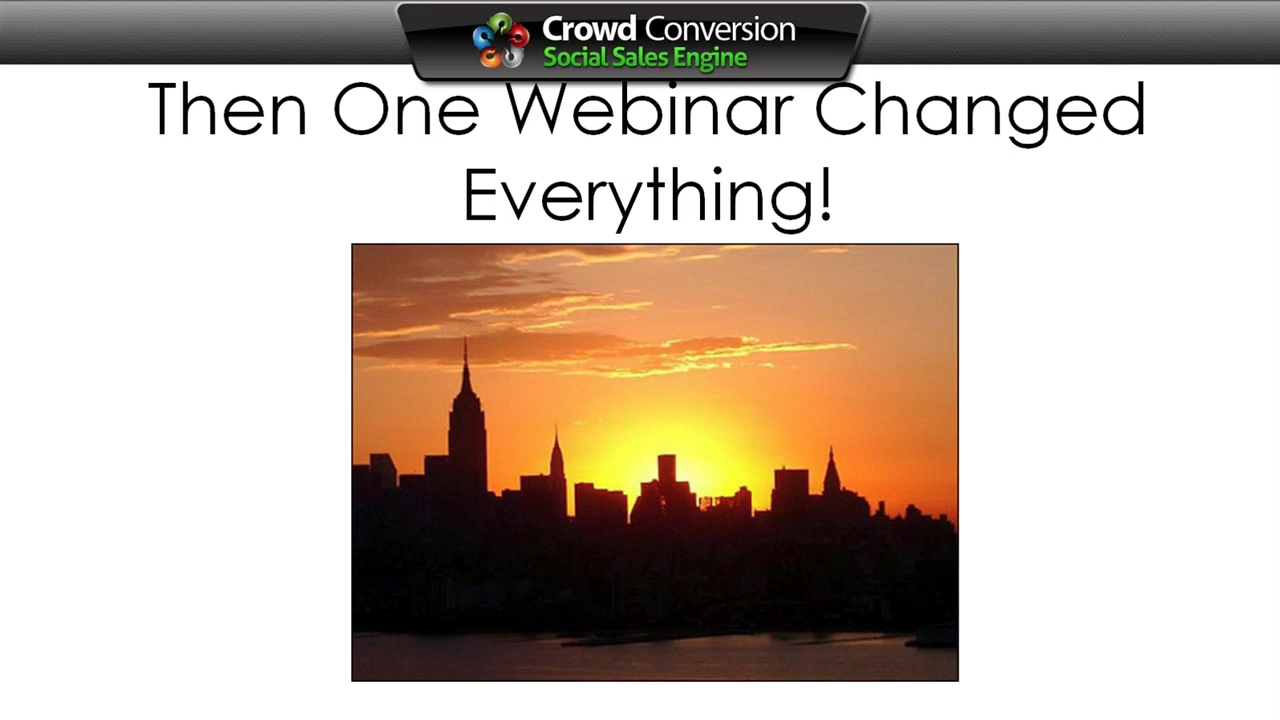 Crowd Conversion
Social Sales Engine
Then One Webinar Changed
Everything!